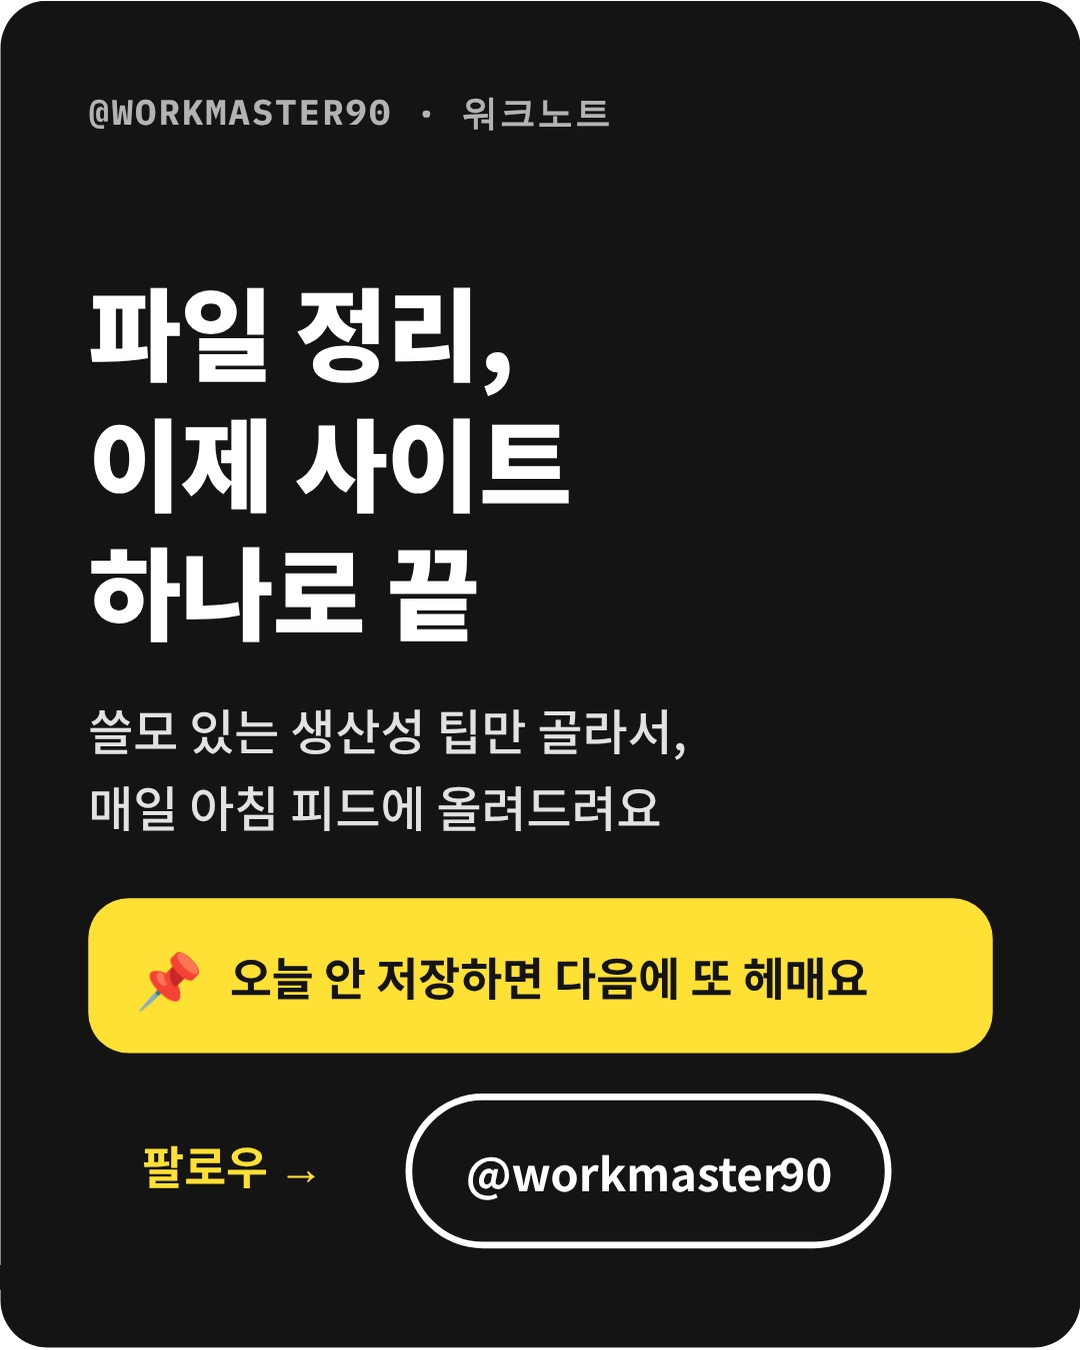 @WORKMASTER90 · 워크노트
파일 정리,
이제 사이트
하나로 끝
쓸모 있는 생산성 팁만 골라서,
매일 아침 피드에 올려드려요
📌 오늘 안 저장하면 다음에 또 헤매요
팔로우 →
@workmaster90